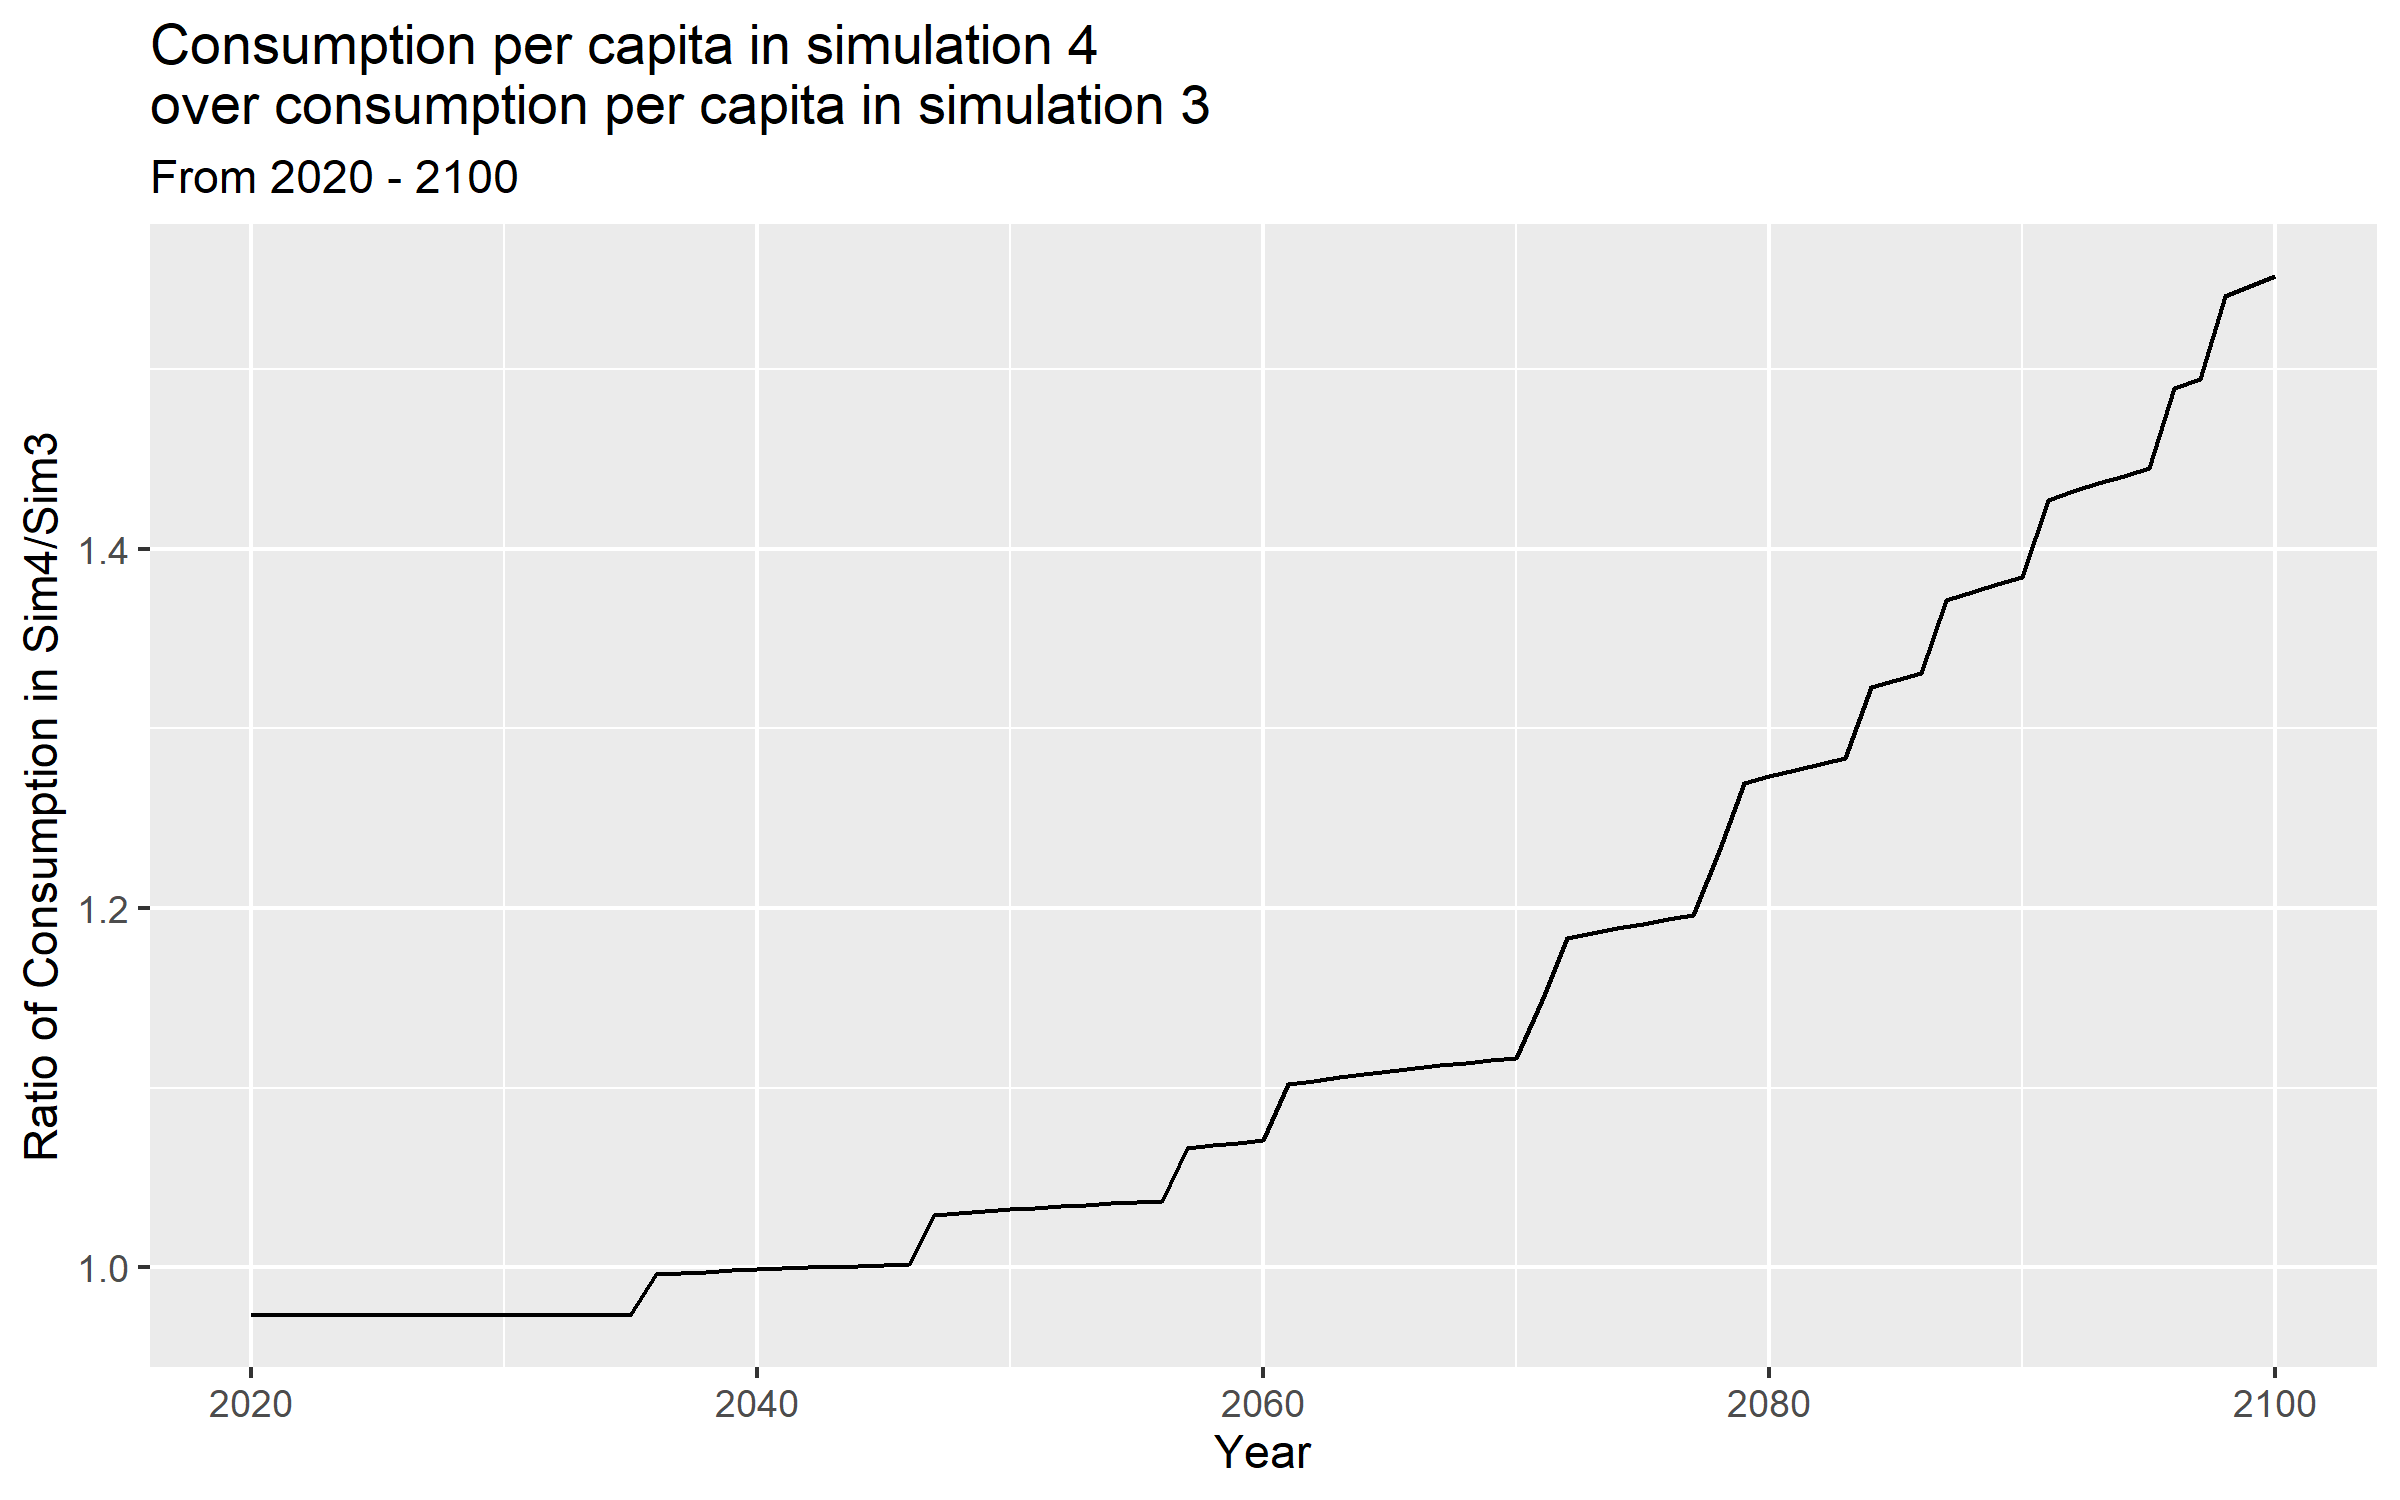 Consumption per capita in simulation 4
over consumption per capita in simulation 3
From 2020 - 2100
Ratio of Consumption in Sim4/Sim3
1.4
1.2
1.0
2020 2040 2060 2080 2100
Year